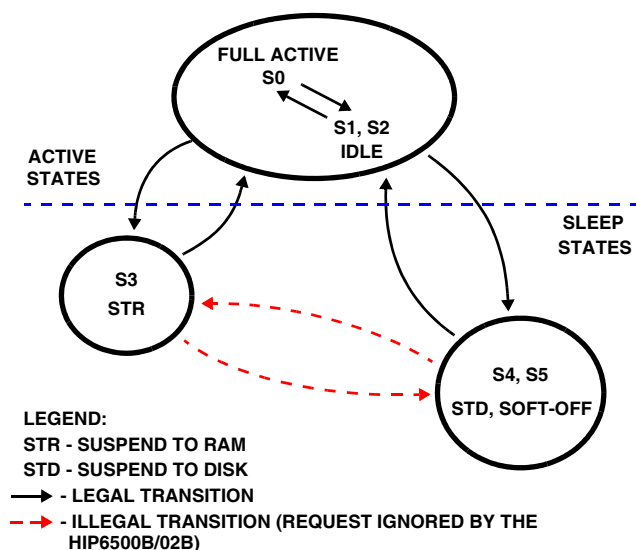 FULL ACTIVE
S0
S1, S2
IDLE
ACTIVE
STATES
SLEEP
STATES
S3
STR
S4, S5
STD, SOFT-OFF
LEGEND:
STR - SUSPEND TO RAM
STD - SUSPEND TO DISK
- LEGAL TRANSITION
- ILLEGAL TRANSITION (REQUEST IGNORED BY THE
HIP6500B/02B)